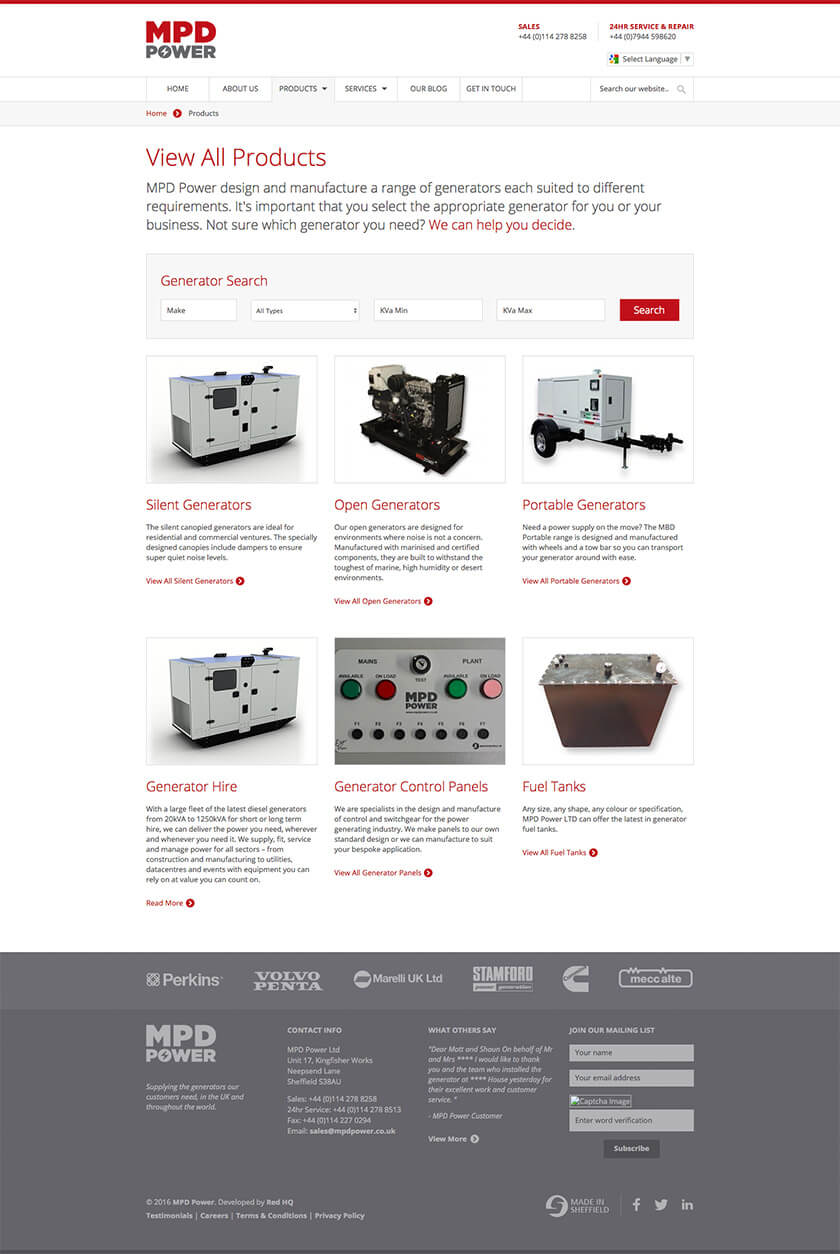 MPD
POWER
SALES
+44 (0)114 278 8258
24HR SERVICE & REPAIR
+44 (0)7944 598620
Select Language
HOME
ABOUT US
PRODUCTS
SERVICES
OUR BLOG
GET IN TOUCH
Search our website..
Home
Products
View All Products
MPD Power design and manufacture a range of generators each suited to different
requirements. It's important that you select the appropriate generator for you or your
business. Not sure which generator you need? We can help you decide.
Generator Search
Make
All Types
KVa Min
KVa Max
Search
Silent Generators
The silent canopied generators are ideal for
residential and commercial ventures. The specially
designed canopies include dampers to ensure
super quiet noise levels.
View All Silent Generators
Open Generators
Our open generators are designed for
environments where noise is not a concern.
Manufactured with marinised and certified
components, they are built to withstand the
toughest of marine, high humidity or desert
environments.
View All Open Generators
Portable Generators
Need a power supply on the move? The MBD
Portable range is designed and manufactured
with wheels and a tow bar so you can transport
your generator around with ease.
View All Portable Generators
MAINS
PLANT
AVAILABLE
ON LOAD
TEST
AVAILABLE
ON LOAD
MPD
POWER
F1
F2
F3
F4
F5
F6
F7
Generator Hire
With a large fleet of the latest diesel generators
from 20kVA to 1250kVA for short or long term
hire, we can deliver the power you need, wherever
and whenever you need it. We supply, fit, service
and manage power for all sectors – from
construction and manufacturing to utilities,
datacentres and events with equipment you can
rely on at value you can count on.
Read More
Generator Control Panels
We are specialists in the design and manufacture
of control and switchgear for the power
generating industry. We make panels to our own
standard design or we can manufacture to suit
your bespoke application.
View All Generator Panels
Fuel Tanks
Any size, any shape, any colour or specification,
MPD Power LTD can offer the latest in generator
fuel tanks.
View All Fuel Tanks
Perkins
VOLVO
PENTA
Marelli UK Ltd
STAMFORD
power generation
mecc alte
MPD
POWER
Supplying the generators our
customers need, in the UK and
throughout the world.
CONTACT INFO
MPD Power Ltd
Unit 17, Kingfisher Works
Neepsend Lane
Sheffield S38AU
Sales: +44 (0)114 278 8258
24hr Service: +44 (0)114 278 8513
Fax: +44 (0)114 227 0294
Email: sales@mpdpower.co.uk
WHAT OTHERS SAY
"Dear Matt and Shaun On behalf of Mr
and Mrs **** I would like to thank
you and the team who installed the
generator at **** House yesterday for
their excellent work and customer
service. "
- MPD Power Customer
View More
JOIN OUR MAILING LIST
Your name
Your email address
Captcha Image
Enter word verification
Subscribe
© 2016 MPD Power. Developed by Red HQ
Testimonials | Careers | Terms & Conditions | Privacy Policy
MADE IN
SHEFFIELD